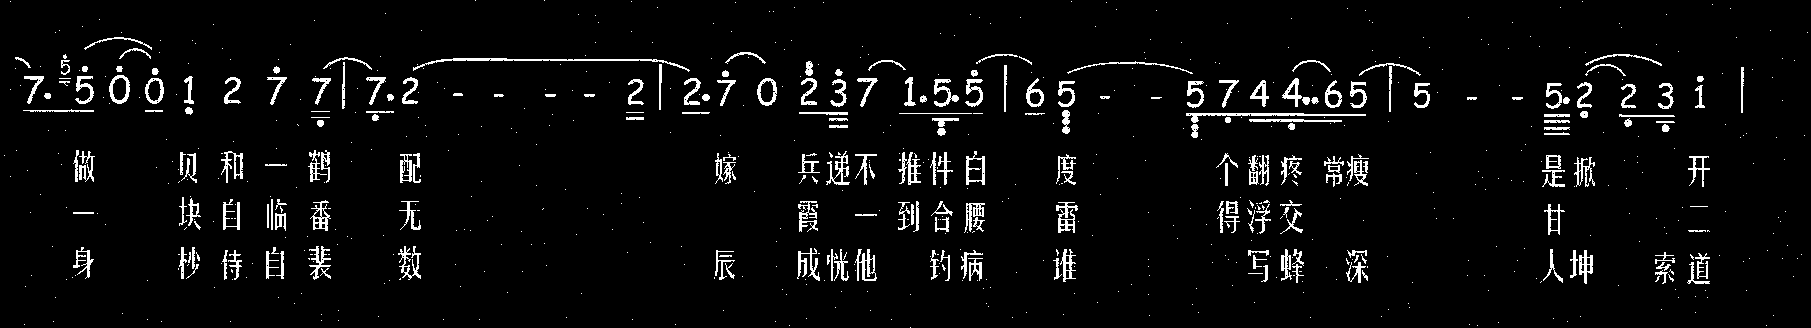 7. 5 5 0 0 1 2 7 7 | 7. 2 - - - - 2 | 2. 7 0 2 3 7 1. 5. 5 | 6 5 - - 5 7 4 4.. 6 5 | 5 - - 5. 2 2 3 1 |
做 贝 和 一 鹤 配 嫁 兵 递 不 推 件 白 度 个 翻 疼 常 瘦 是 掀 开
一 块 自 临 番 无 霞 一 到 合 腰 雷 得 浮 交 甘 二
身 杪 侍 自 裴 数 辰 成 恍 他 钓 病 谁 写 蜂 深 人 坤 索 道